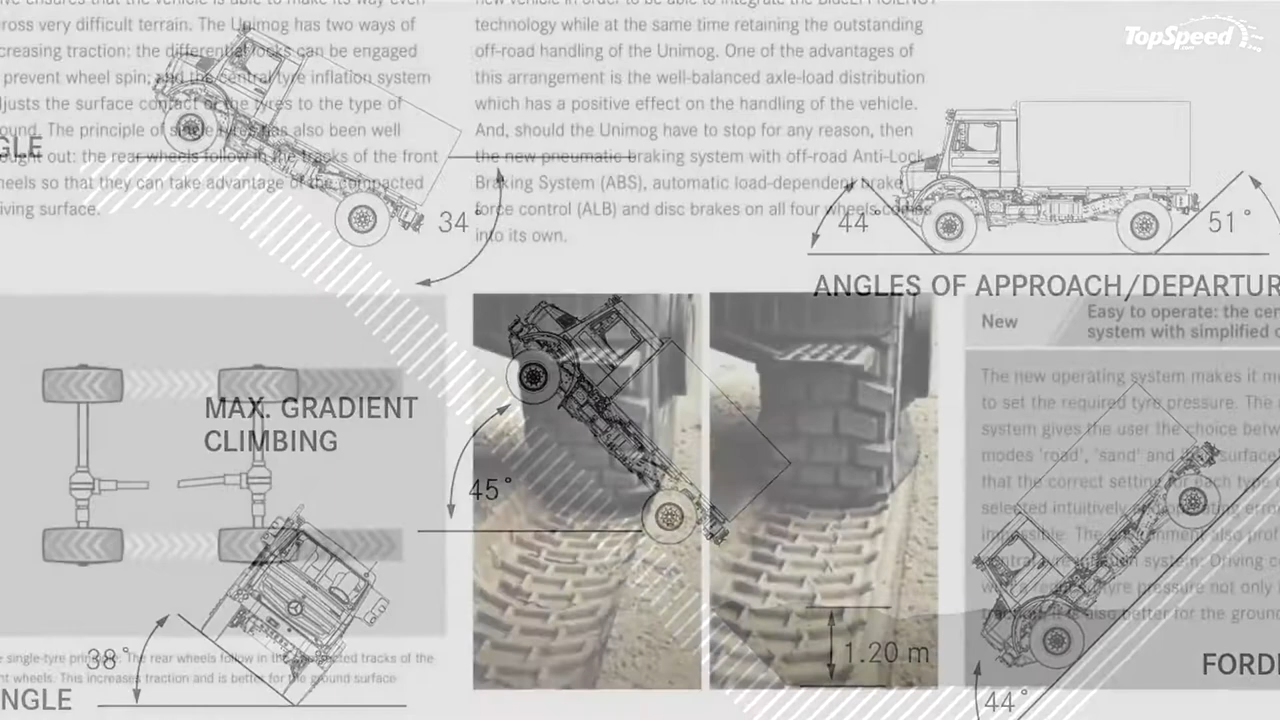 TopSpeed
.com
ve ensures that the vehicle is able to make its way even
ross very difficult terrain. The Unimog has two ways of
creasing traction: the differential locks can be engaged
prevent wheel spin; and the central tyre inflation system
djusts the surface contact of the tyres to the type of
ound. The principle of single tyres has also been well
ought out: the rear wheels follow in the tracks of the front
heels so that they can take advantage of the compacted
iving surface.
new vehicle in order to be able to integrate the BlueEFFICIENCY
technology while at the same time retaining the outstanding
off-road handling of the Unimog. One of the advantages of
this arrangement is the well-balanced axle-load distribution
which has a positive effect on the handling of the vehicle.
And, should the Unimog have to stop for any reason, then
the new pneumatic braking system with off-road Anti-Lock
Braking System (ABS), automatic load-dependent brake
force control (ALB) and disc brakes on all four wheels comes
into its own.
GLE
34°
44°
51°
ANGLES OF APPROACH/DEPARTUR
New
Easy to operate: the cen
system with simplified
The new operating system makes it
to set the required tyre pressure. The
system gives the user the choice betw
modes 'road', 'sand' and surface
that the correct setting for each type
selected intuitively
impossible. The also
central tyre inflation system: Driving
tyre pressure not only
is also better for the ground
MAX. GRADIENT
CLIMBING
45°
38°
NGLE
e single-tyre principle: The rear wheels follow in the compacted tracks of the
nt wheels: This increases traction and is better for the ground surface
1.20 m
44°
FORDI